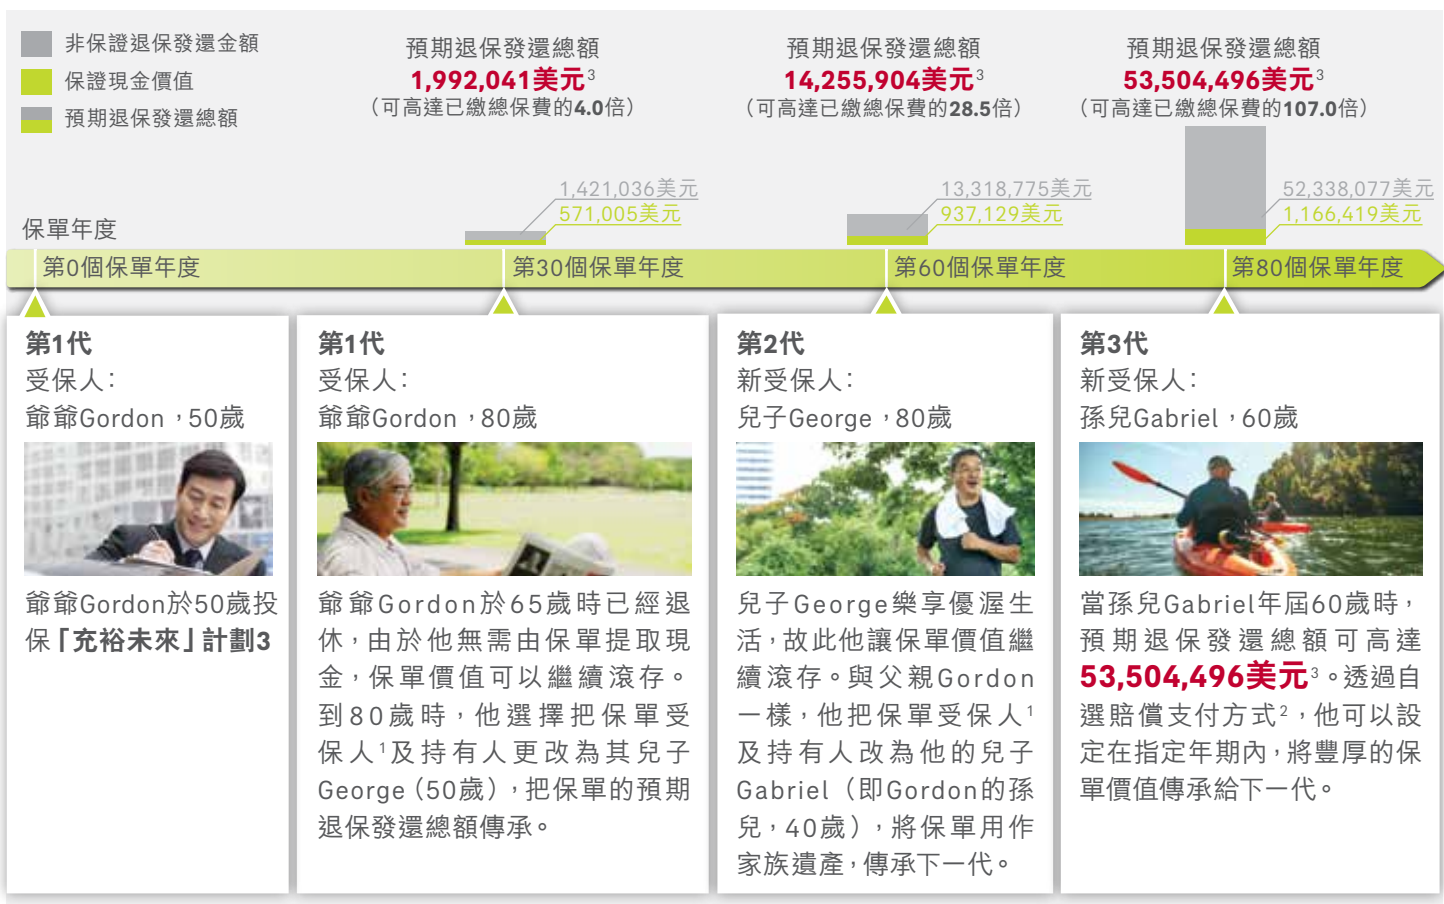 非保證退保發還金額
保證現金價值
預期退保發還總額
預期退保發還總額
1,992,041美元3
（可高達已繳總保費的4.0倍）
預期退保發還總額
14,255,904美元3
（可高達已繳總保費的28.5倍）
預期退保發還總額
53,504,496美元3
（可高達已繳總保費的107.0倍）
1,421,036美元
571,005美元
13,318,775美元
937,129美元
52,338,077美元
1,166,419美元
保單年度
第0個保單年度
第30個保單年度
第60個保單年度
第80個保單年度
第1代
受保人：
爺爺Gordon，50歲
爺爺Gordon於50歲投
保「充裕未來」計劃3
第1代
受保人：
爺爺Gordon，80歲
爺爺Gordon於65歲時已經退
休，由於他無需由保單提取現
金，保單價值可以繼續滾存。
到80歲時，他選擇把保單受
保人1及持有人更改為其兒子
George（50歲），把保單的預期
退保發還總額傳承。
第2代
新受保人：
兒子George，80歲
兒子George樂享優渥生
活，故此他讓保單價值繼
續滾存。與父親Gordon
一樣，他把保單受保人1
及持有人改為他的兒子
Gabriel（即Gordon的孫
兒，40歲），將保單用作
家族遺產，傳承下一代。
第3代
新受保人：
孫兒Gabriel，60歲
當孫兒Gabriel年屆60歲時，
預期退保發還總額可高達
53,504,496美元3。透過自
選賠償支付方式2，他可以設
定在指定年期內，將豐厚的保
單價值傳承給下一代。